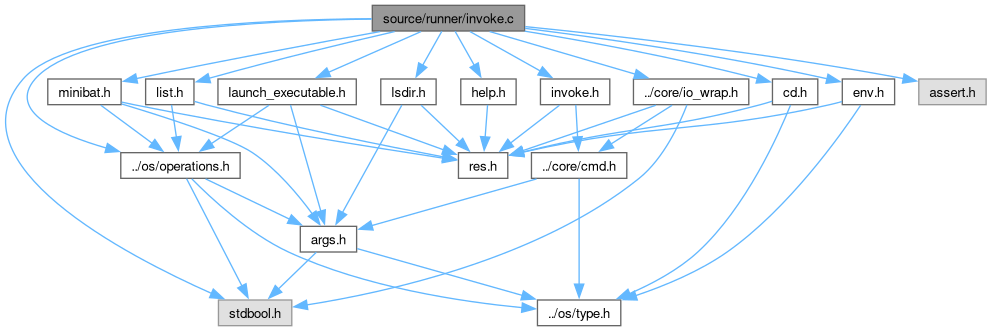 source/runner/invoke.c
minibat.h
list.h
launch_executable.h
lsdir.h
help.h
invoke.h
../core/io_wrap.h
cd.h
env.h
assert.h
../os/operations.h
res.h
../core/cmd.h
args.h
stdbool.h
../os/type.h